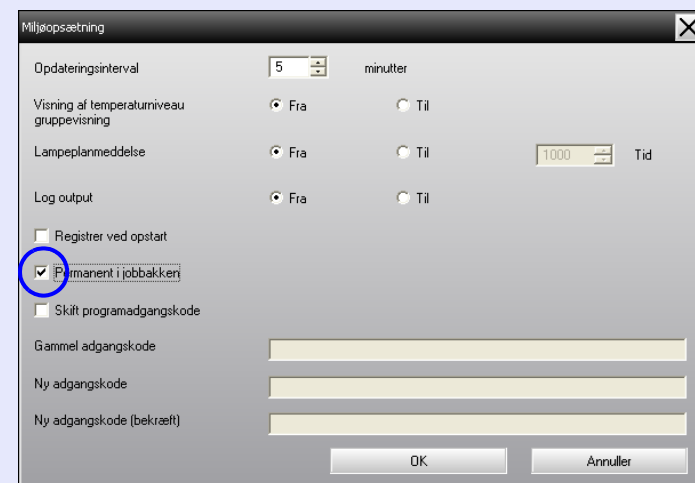 Miljøopsætning
Opdateringsinterval 5 minutter
Visning af temperaturniveau
gruppevisning Fra Til
Lampeplanmeddelse Fra Til 1000 Tid
Log output Fra Til
Registrer ved opstart
Permanent i jobbakken
Skift programadgangskode
Gammel adgangskode
Ny adgangskode
Ny adgangskode (bekræft)
OK Annuller